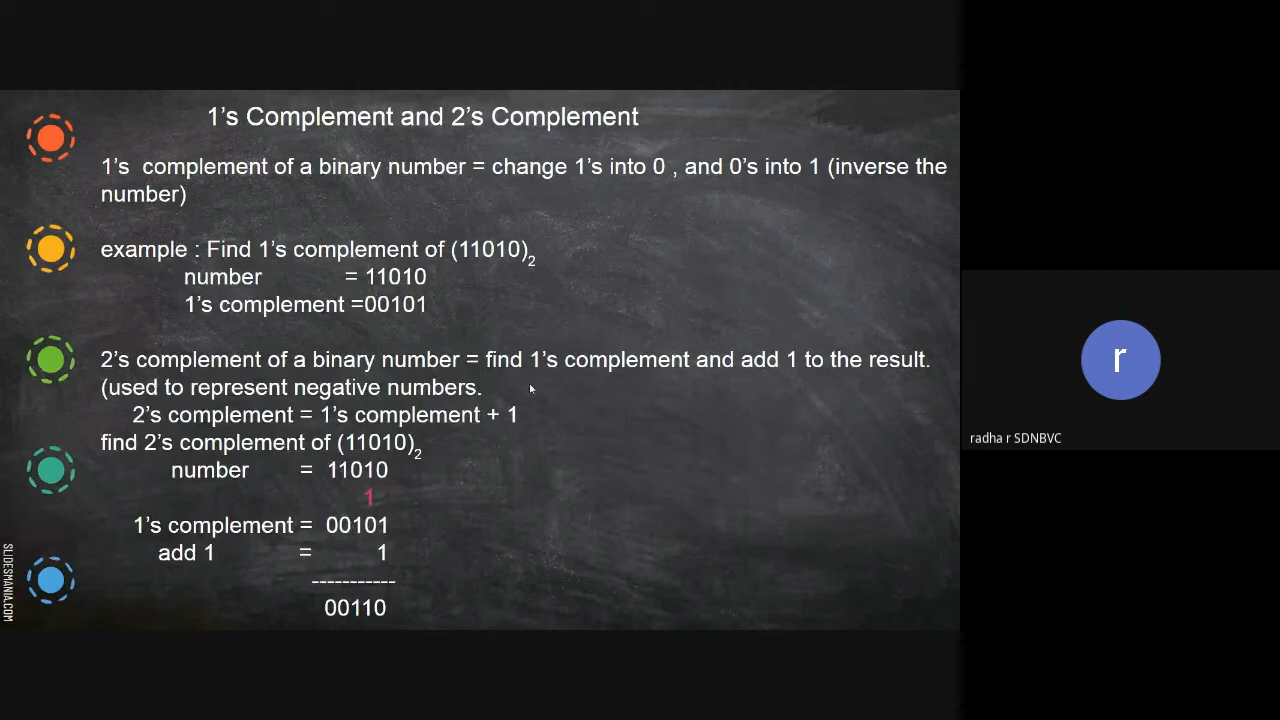 1's Complement and 2's Complement
1's complement of a binary number = change 1's into 0 , and 0's into 1 (inverse the
number)
example : Find 1's complement of (11010)2
number = 11010
1's complement =00101
2's complement of a binary number = find 1's complement and add 1 to the result.
(used to represent negative numbers.
2's complement = 1's complement + 1
find 2's complement of (11010)2
number = 11010
1
1's complement = 00101
add 1 = 1
-----------
00110
SLIDESMANIA.COM
r
radha r SDNBVC